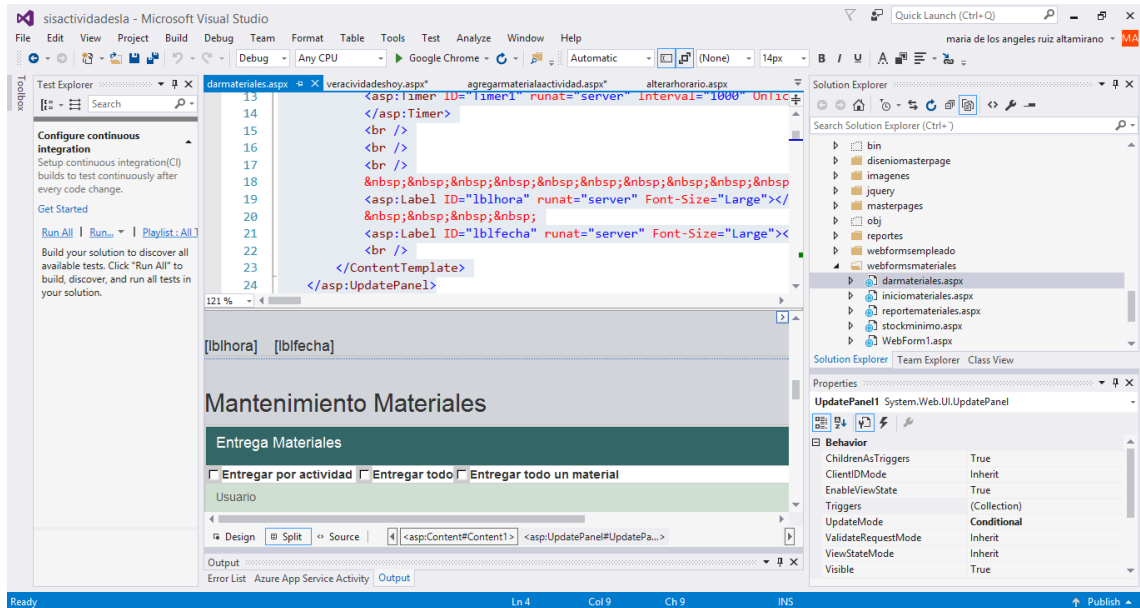 sisactividadesla - Microsoft Visual Studio
Quick Launch (Ctrl+Q)
File Edit View Project Build Debug Team Format Table Tools Test Analyze Window Help
maria de los angeles ruiz altamirano MA
Debug Any CPU Google Chrome Automatic (None) 14px B I U A
Toolbox
Test Explorer
Search
Configure continuous
integration
Setup continuous integration(CI)
builds to test continuously after
every code change.
Get Started
Run All | Run... | Playlist : All T
Build your solution to discover all
available tests. Click "Run All" to
build, discover, and run all tests in
your solution.
darmateriales.aspx veracividadeshoy.aspx* agregarmaterialaactividad.aspx* alterarhorario.aspx
13 <asp:Timer ID="Timer1" runat="server" Interval="1000" OnTic
14 </asp:Timer>
15 <br />
16 <br />
17 <br />
18 &nbsp;&nbsp;&nbsp;&nbsp;&nbsp;&nbsp;&nbsp;&nbsp;&nbsp;&nbsp
19 <asp:Label ID="lblhora" runat="server" Font-Size="Large"></
20 &nbsp;&nbsp;&nbsp;&nbsp;
21 <asp:Label ID="lblfecha" runat="server" Font-Size="Large"><
22 <br />
23 </ContentTemplate>
24 </asp:UpdatePanel>
121 %
[lblhora] [lblfecha]
Mantenimiento Materiales
Entrega Materiales
Entregar por actividad Entregar todo Entregar todo un material
Usuario
Design Split Source <asp:Content#Content1> <asp:UpdatePanel#UpdatePa...>
Output
Error List Azure App Service Activity Output
Solution Explorer
Search Solution Explorer (Ctrl+¨)
bin
diseniomasterpage
imagenes
jquery
masterpages
obj
reportes
webformsempleado
webformsmateriales
darmateriales.aspx
iniciomateriales.aspx
reportemateriales.aspx
stockminimo.aspx
WebForm1.aspx
Solution Explorer Team Explorer Class View
Properties
UpdatePanel1 System.Web.UI.UpdatePanel
Behavior
ChildrenAsTriggers True
ClientIDMode Inherit
EnableViewState True
Triggers (Collection)
UpdateMode Conditional
ValidateRequestMode Inherit
ViewStateMode Inherit
Visible True
Ready Ln 4 Col 9 Ch 9 INS Publish